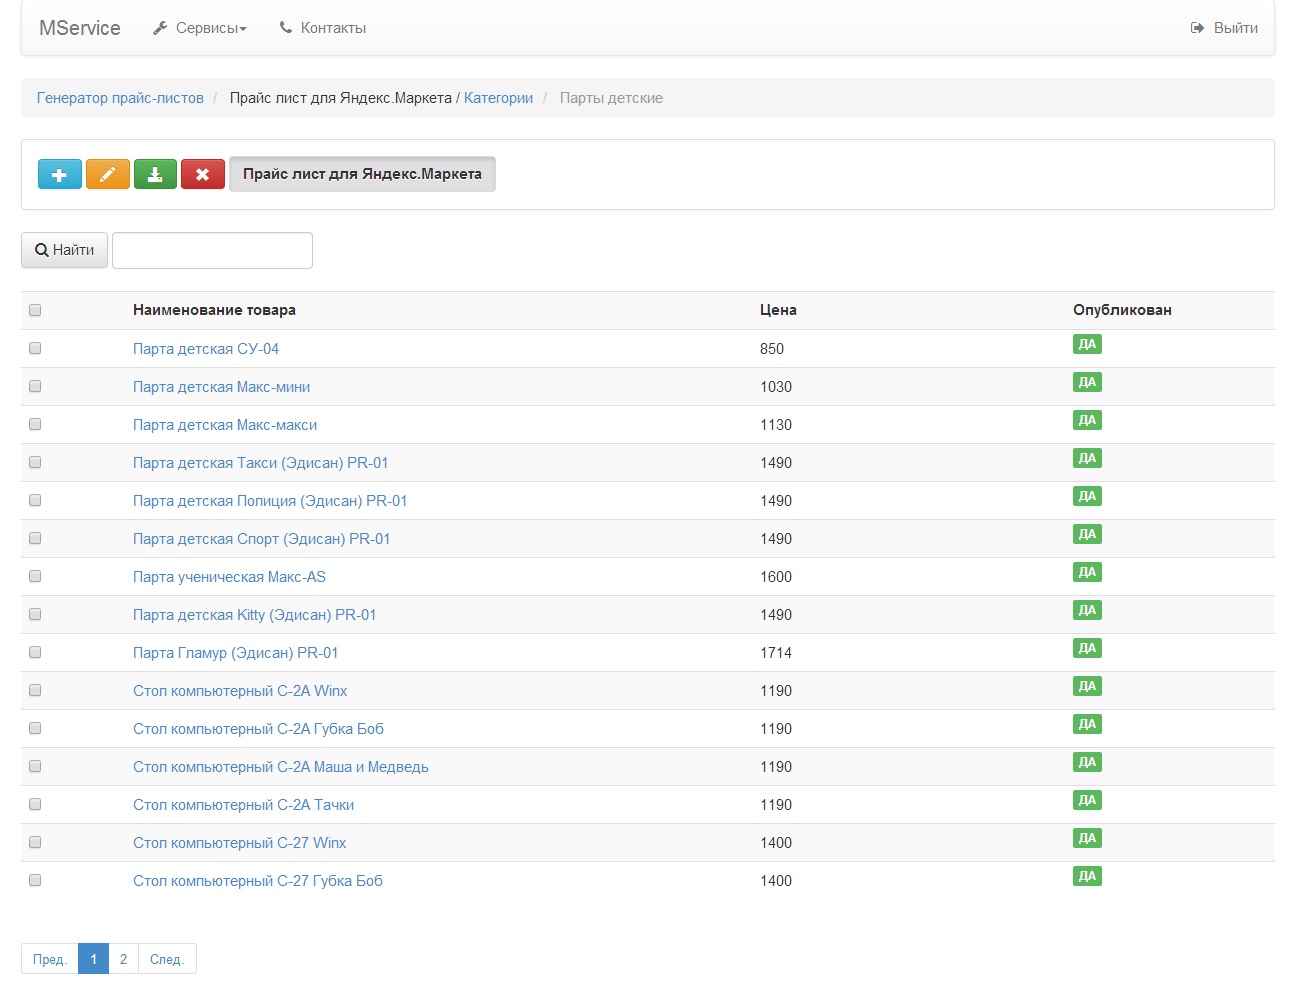 MService Сервисы Контакты Выйти
Генератор прайс-листов / Прайс лист для Яндекс.Маркета / Категории / Парты детские
Прайс лист для Яндекс.Маркета
Найти
Наименование товара Цена Опубликован
Парта детская СУ-04 850 ДА
Парта детская Макс-мини 1030 ДА
Парта детская Макс-макси 1130 ДА
Парта детская Такси (Эдисан) PR-01 1490 ДА
Парта детская Полиция (Эдисан) PR-01 1490 ДА
Парта детская Спорт (Эдисан) PR-01 1490 ДА
Парта ученическая Макс-AS 1600 ДА
Парта детская Kitty (Эдисан) PR-01 1490 ДА
Парта Гламур (Эдисан) PR-01 1714 ДА
Стол компьютерный С-2А Winx 1190 ДА
Стол компьютерный С-2А Губка Боб 1190 ДА
Стол компьютерный С-2А Маша и Медведь 1190 ДА
Стол компьютерный С-2А Тачки 1190 ДА
Стол компьютерный С-27 Winx 1400 ДА
Стол компьютерный С-27 Губка Боб 1400 ДА
Пред. 1 2 След.